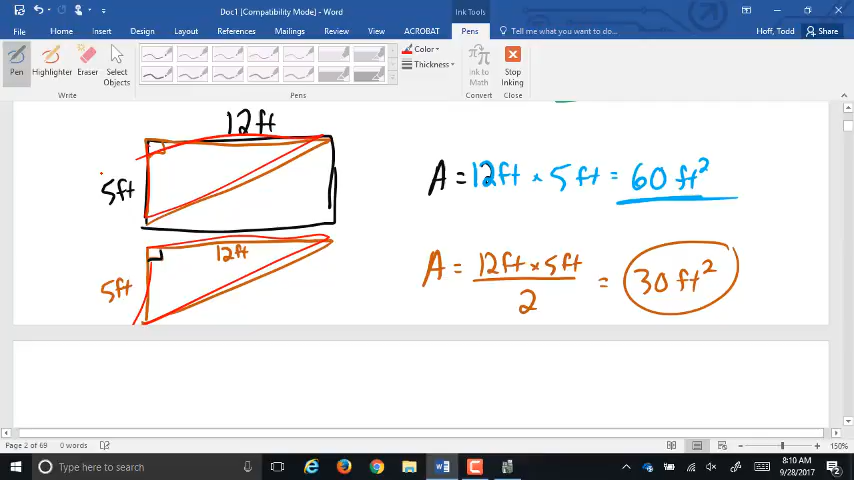 Doc1 [Compatibility Mode] - Word
Ink Tools
Hoff, Todd
File Home Insert Design Layout References Mailings Review View ACROBAT Pens Tell me what you want to do... Share
Pen Highlighter Eraser Select Objects
Color
Thickness
Ink to Math
Stop Inking
Write Pens Convert Close
12ft
5ft
A = 12ft × 5ft = 60 ft²
12ft
5ft
A = 12ft × 5ft / 2 = 30 ft²
Page 2 of 69 0 words 150%
Type here to search
8:10 AM
9/28/2017
2